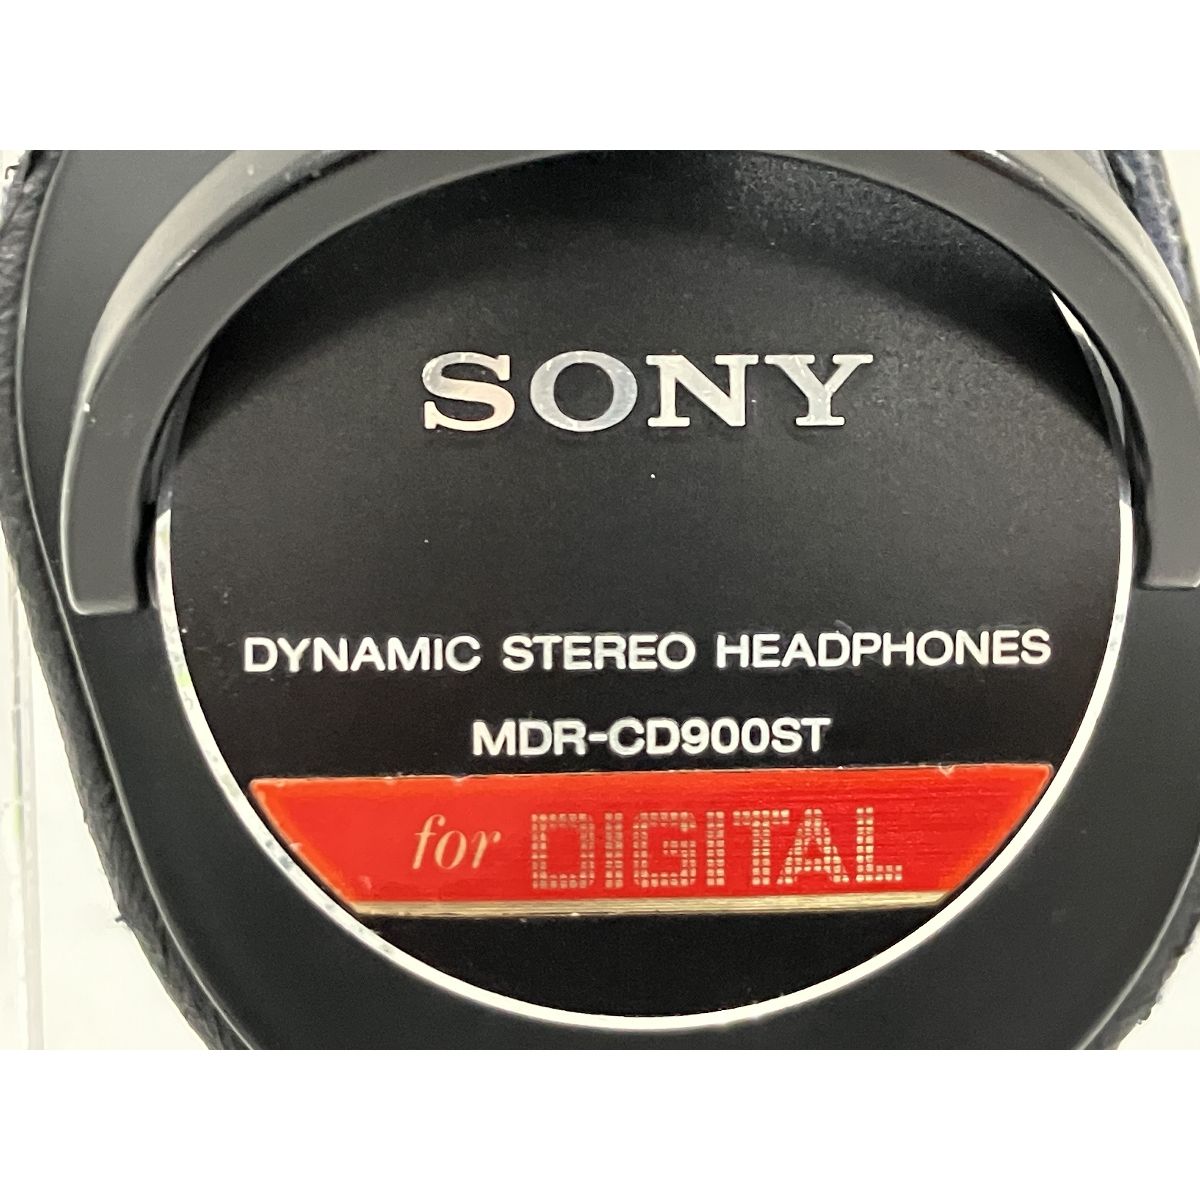 SONY
DYNAMIC STEREO HEADPHONES
MDR-CD900ST
for DIGITAL